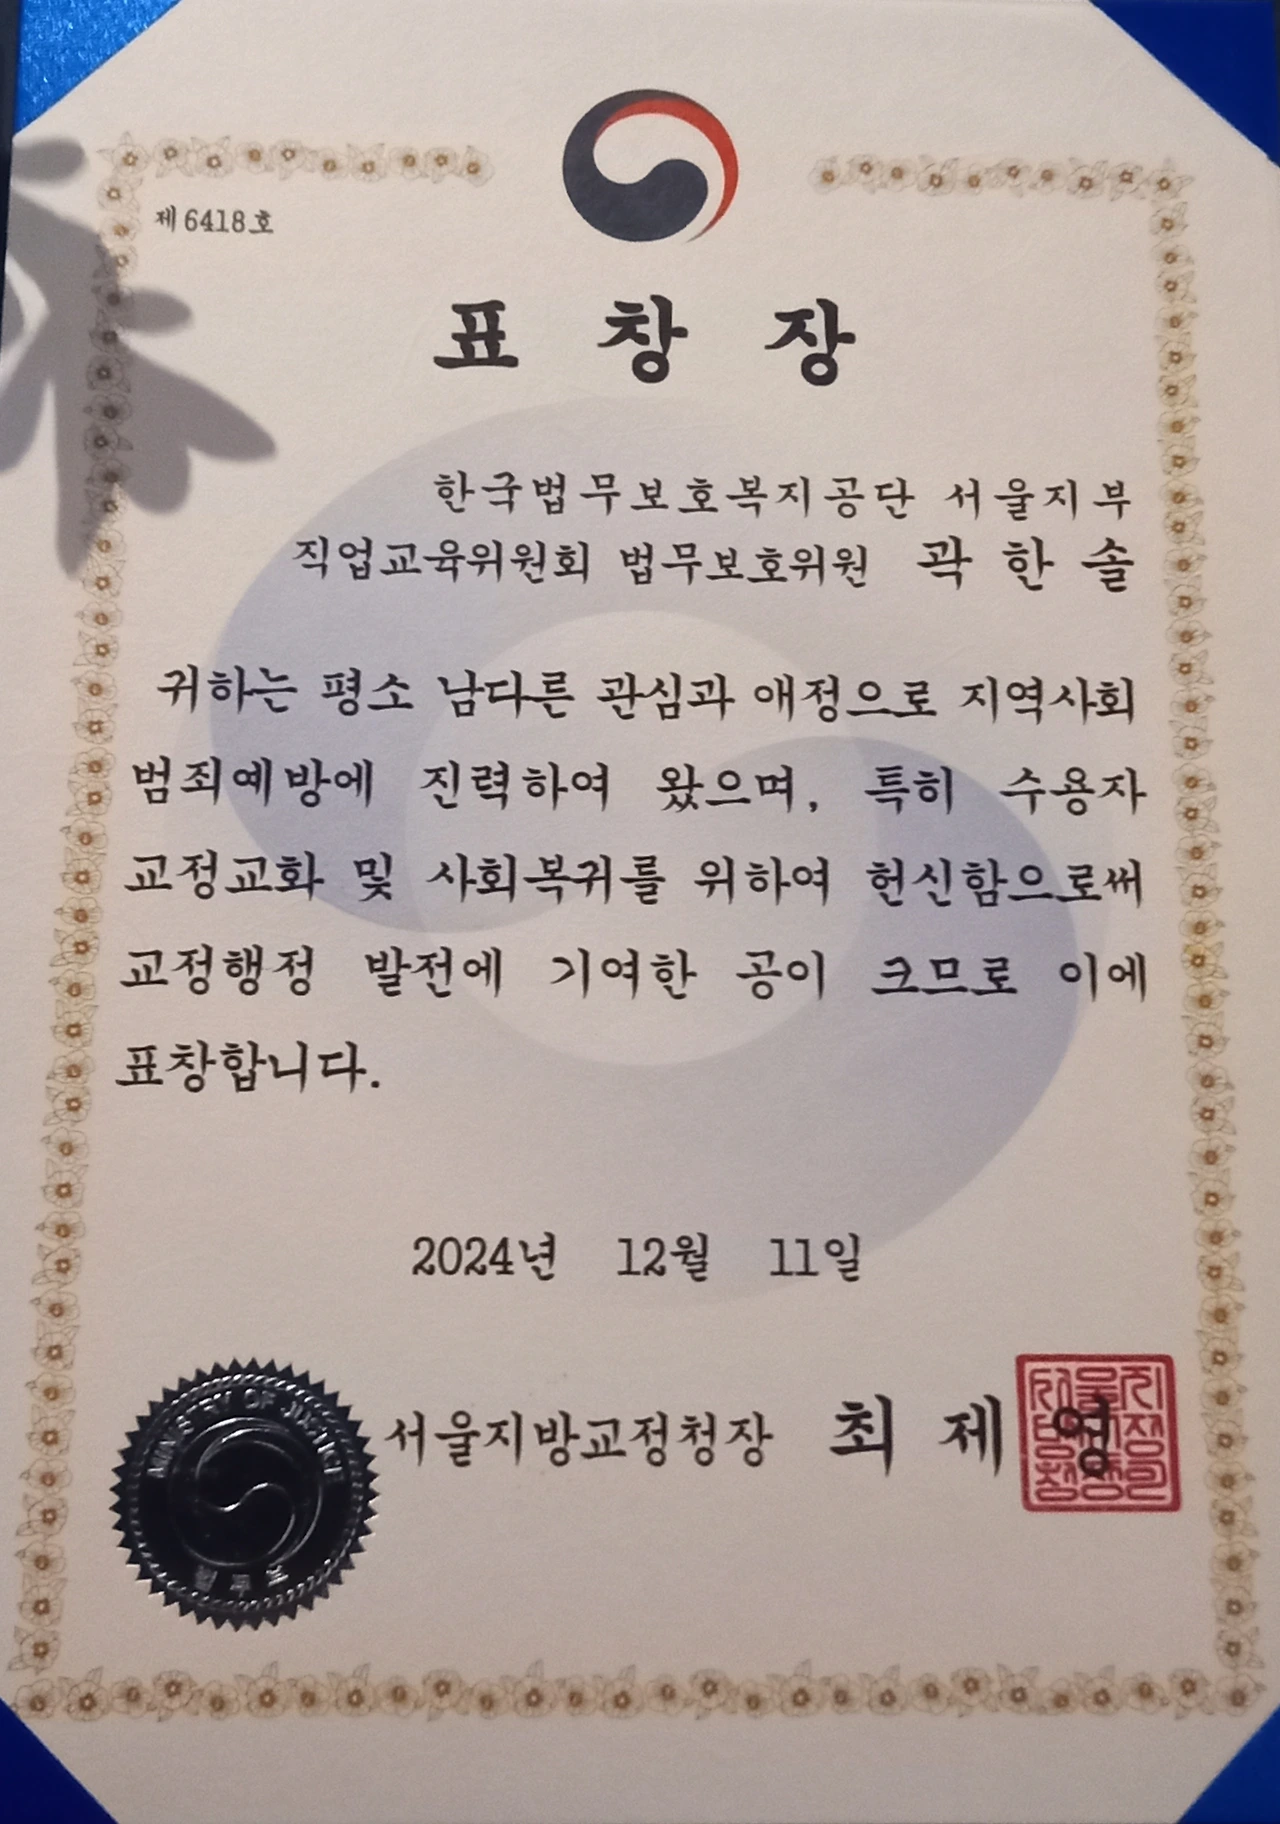 제 6418 호
표 창 장
한국법무보호복지공단 서울지부
직업교육위원회 법무보호위원 곽 한 솔
귀하는 평소 남다른 관심과 애정으로 지역사회
범죄예방에 진력하여 왔으며, 특히 수용자
교정교화 및 사회복귀를 위하여 헌신함으로써
교정행정 발전에 기여한 공이 크므로 이에
표창합니다.
2024년 12월 11일
서울지방교정청장 최 제 영
MINISTRY OF JUSTICE
법무부